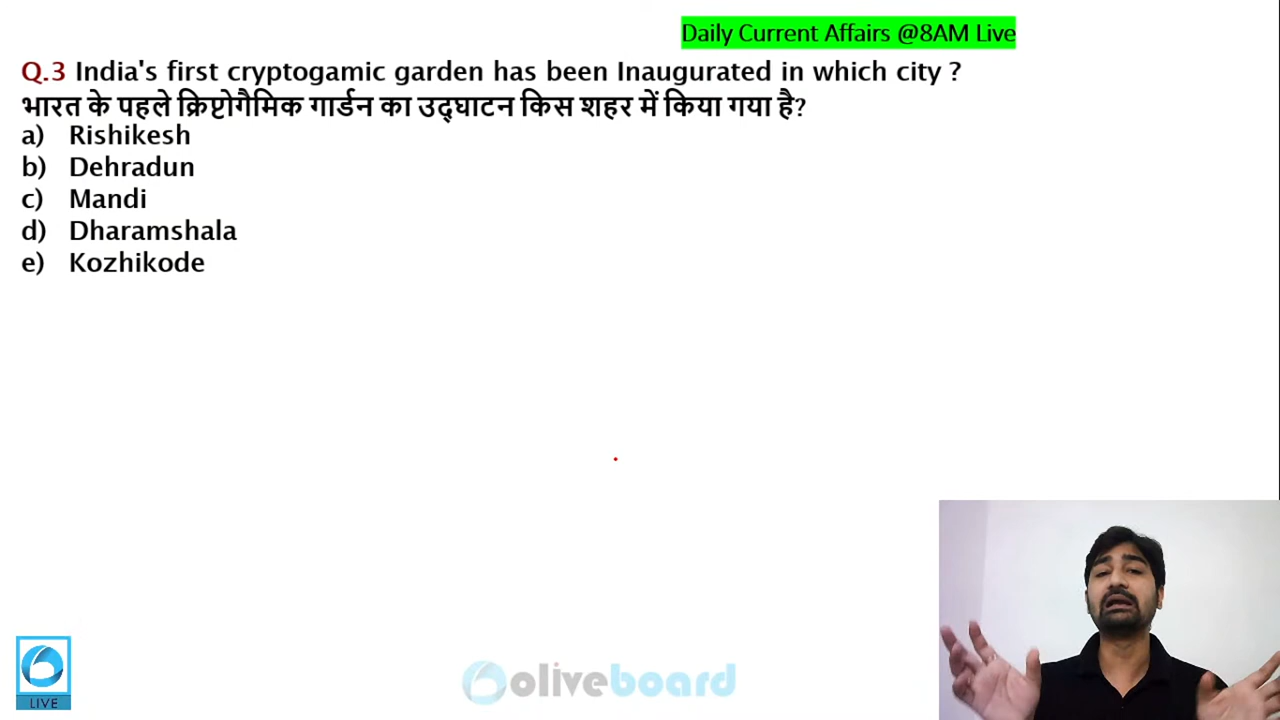 Daily Current Affairs @8AM Live
Q.3 India's first cryptogamic garden has been Inaugurated in which city ?
भारत के पहले क्रिप्टोगैमिक गार्डन का उद्घाटन किस शहर में किया गया है?
a) Rishikesh
b) Dehradun
c) Mandi
d) Dharamshala
e) Kozhikode
LIVE
oliveboard